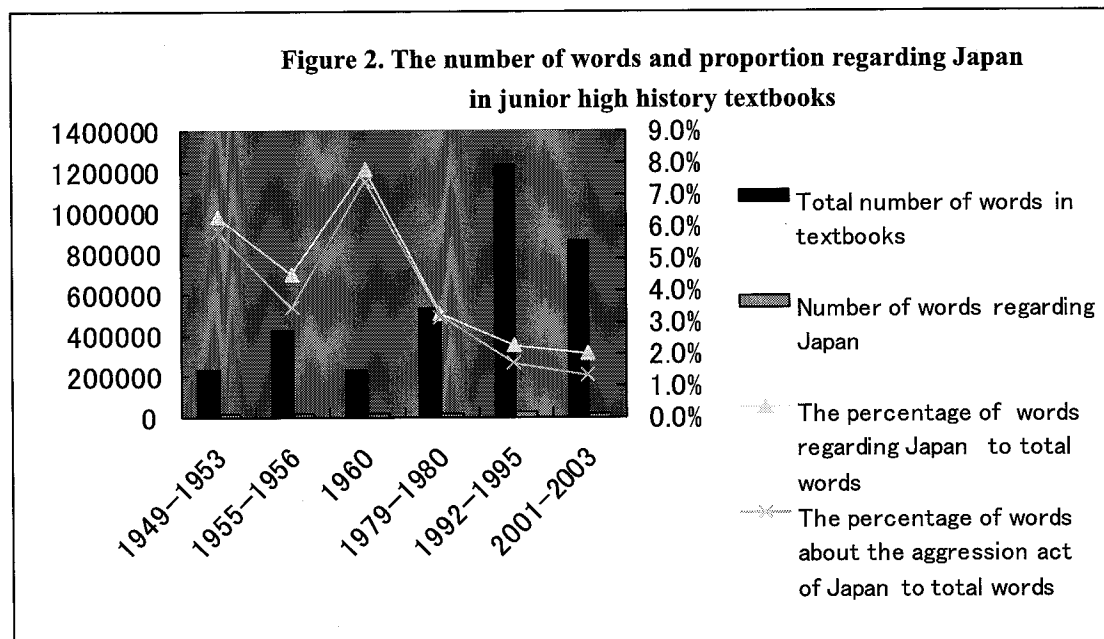 Figure 2. The number of words and proportion regarding Japan
in junior high history textbooks
1400000
1200000
1000000
800000
600000
400000
200000
0
9.0%
8.0%
7.0%
6.0%
5.0%
4.0%
3.0%
2.0%
1.0%
0.0%
1949-1953
1955-1956
1960
1979-1980
1992-1995
2001-2003
Total number of words in
textbooks
Number of words regarding
Japan
The percentage of words
regarding Japan to total
words
The percentage of words
about the aggression act
of Japan to total words